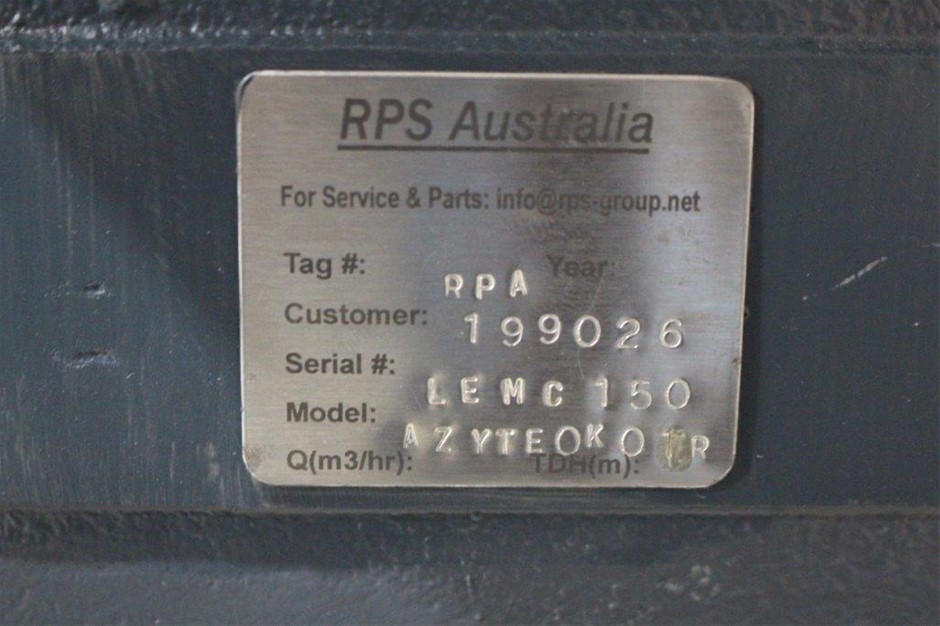 RPS Australia
For Service & Parts: info@rps-group.net
Tag #: Year:
RPA
Customer:
199026
Serial #:
LEMC 150
Model:
AZYTEOKO R
Q(m3/hr): TDH(m):